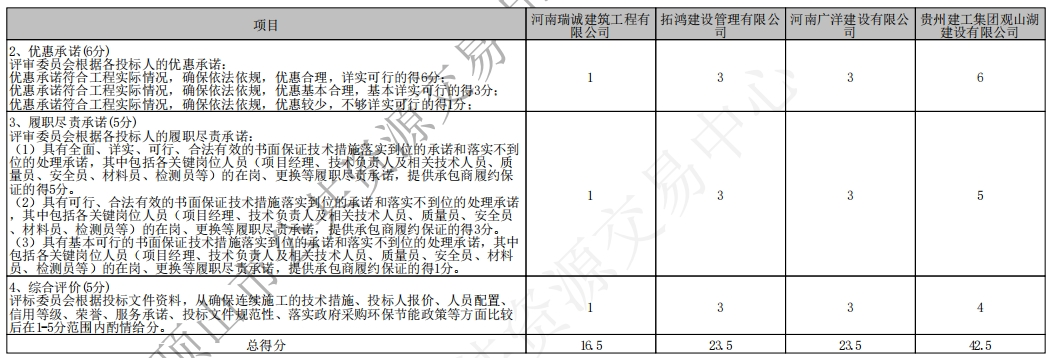 项目
河南瑞诚建筑工程有限公司
拓鸿建设管理有限公司
河南广洋建设有限公司
贵州建工集团观山湖建设有限公司
2、优惠承诺(6分)
评审委员会根据各投标人的优惠承诺:
优惠承诺符合工程实际情况，确保依法依规，优惠合理，详实可行的得6分;
优惠承诺符合工程实际情况，确保依法依规，优惠基本合理，基本详实可行的得3分;
优惠承诺符合工程实际情况，确保依法依规，优惠较少，不够详实可行的得1分;
1
3
3
6
3、履职尽责承诺(5分)
评审委员会根据各投标人的履职尽责承诺:
（1）具有全面、详实、可行、合法有效的书面保证技术措施落实到位的承诺和落实不到
位的处理承诺，其中包括各关键岗位人员（项目经理、技术负责人及相关技术人员、质
量员、安全员、材料员、检测员等）的在岗、更换等履职尽责承诺，提供承包商履约保
证的得5分。
（2）具有可行、合法有效的书面保证技术措施落实到位的承诺和落实不到位的处理承诺
，其中包括各关键岗位人员（项目经理、技术负责人及相关技术人员、质量员、安全员
、材料员、检测员等）的在岗、更换等履职尽责承诺，提供承包商履约保证的得3分。
（3）具有基本可行的书面保证技术措施落实到位的承诺和落实不到位的处理承诺，其中
包括各关键岗位人员（项目经理、技术负责人及相关技术人员、质量员、安全员、材料
员、检测员等）的在岗、更换等履职尽责承诺，提供承包商履约保证的得1分。
1
3
3
5
4、综合评价(5分)
评标委员会根据投标文件资料，从确保连续施工的技术措施、投标人报价、人员配置、
信用等级、荣誉、服务承诺、投标文件规范性、落实政府采购环保节能政策等方面比较
后在1-5分范围内酌情给分。
1
3
3
4
总得分
16.5
23.5
23.5
42.5
顶山市公共资源交易中
共资源交易中心